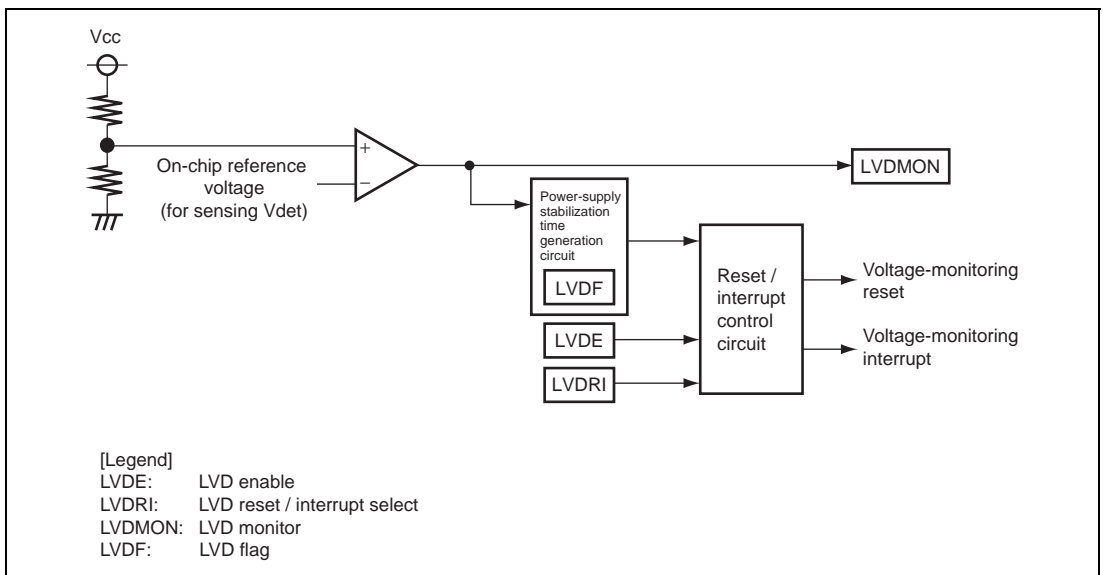 Vcc
On-chip reference
voltage
(for sensing Vdet)
+
−
LVDMON
Power-supply
stabilization
time
generation
circuit
LVDF
LVDE
LVDRI
Reset /
interrupt
control
circuit
Voltage-monitoring
reset
Voltage-monitoring
interrupt
[Legend]
LVDE: LVD enable
LVDRI: LVD reset / interrupt select
LVDMON: LVD monitor
LVDF: LVD flag